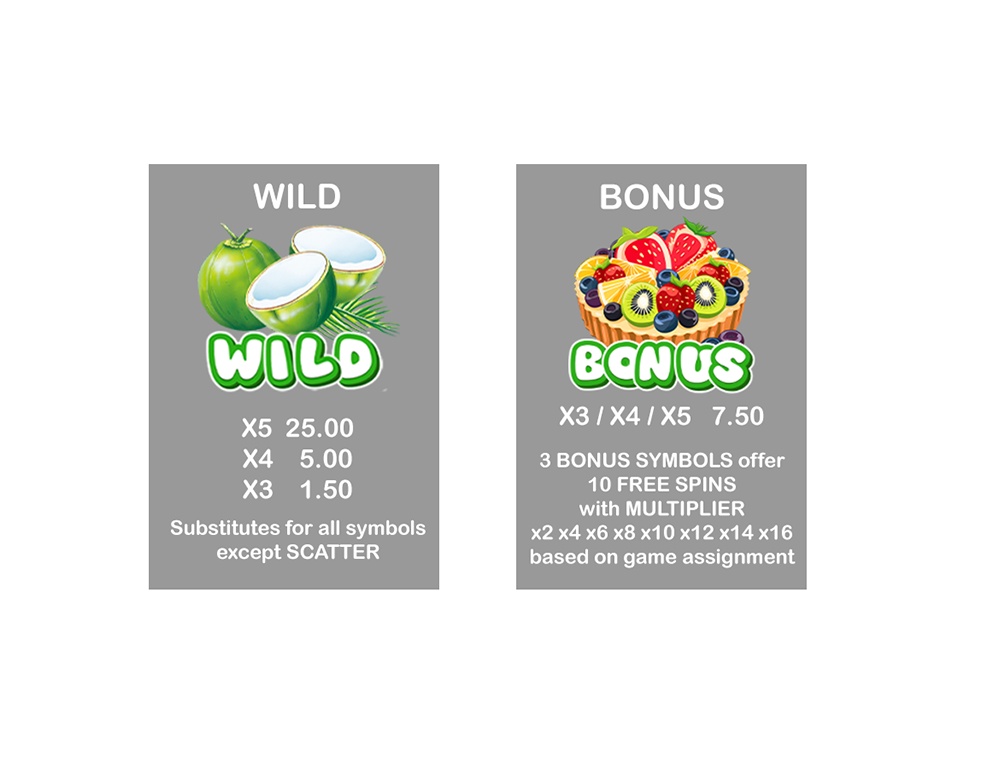 WILD
WILD
X5 25.00
X4 5.00
X3 1.50
Substitutes for all symbols
except SCATTER
BONUS
BONUS
X3 / X4 / X5 7.50
3 BONUS SYMBOLS offer
10 FREE SPINS
with MULTIPLIER
x2 x4 x6 x8 x10 x12 x14 x16
based on game assignment